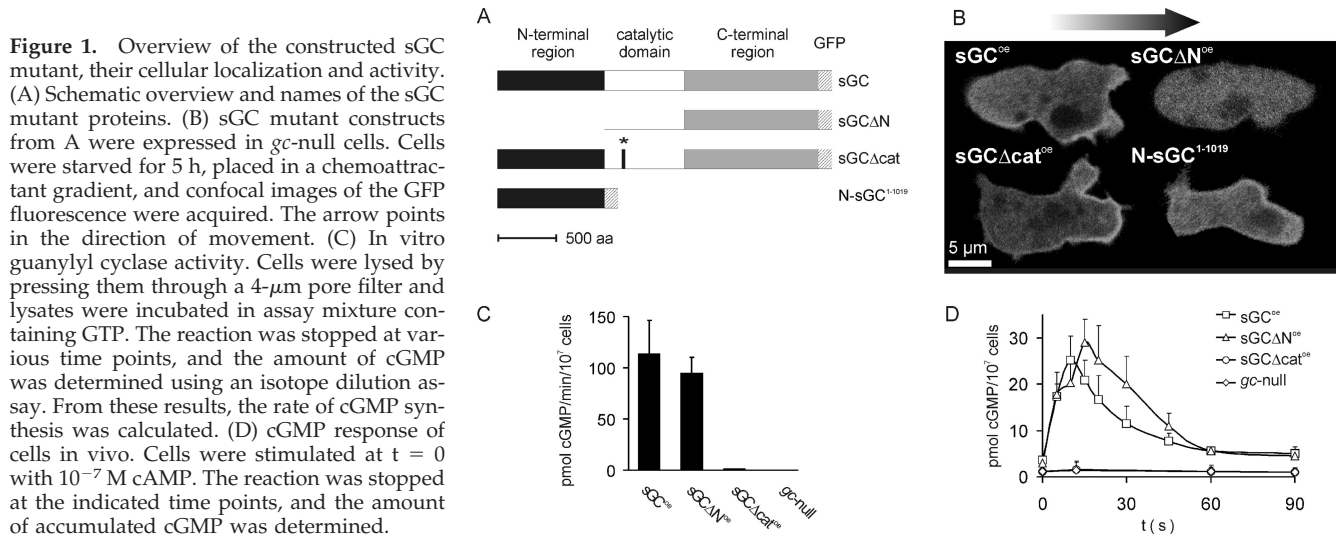 Figure 1. Overview of the constructed sGC
mutant, their cellular localization and activity.
(A) Schematic overview and names of the sGC
mutant proteins. (B) sGC mutant constructs
from A were expressed in gc-null cells. Cells
were starved for 5 h, placed in a chemoattrac-
tant gradient, and confocal images of the GFP
fluorescence were acquired. The arrow points
in the direction of movement. (C) In vitro
guanylyl cyclase activity. Cells were lysed by
pressing them through a 4-μm pore filter and
lysates were incubated in assay mixture con-
taining GTP. The reaction was stopped at var-
ious time points, and the amount of cGMP
was determined using an isotope dilution as-
say. From these results, the rate of cGMP syn-
thesis was calculated. (D) cGMP response of
cells in vivo. Cells were stimulated at t = 0
with 10⁻⁷ M cAMP. The reaction was stopped
at the indicated time points, and the amount
of accumulated cGMP was determined.
A
N-terminal region
catalytic domain
C-terminal region
GFP
sGC
sGCΔN
*
sGCΔcat
N-sGC¹⁻¹⁰¹⁹
500 aa
B
sGCᵒᵉ
sGCΔNᵒᵉ
sGCΔcatᵒᵉ
N-sGC¹⁻¹⁰¹⁹
5 μm
C
pmol cGMP/min/10⁷ cells
150
100
50
0
sGCᵒᵉ
sGCΔNᵒᵉ
sGCΔcatᵒᵉ
gc-null
D
pmol cGMP/10⁷ cells
30
20
10
0
0
30
60
90
t (s)
sGCᵒᵉ
sGCΔNᵒᵉ
sGCΔcatᵒᵉ
gc-null